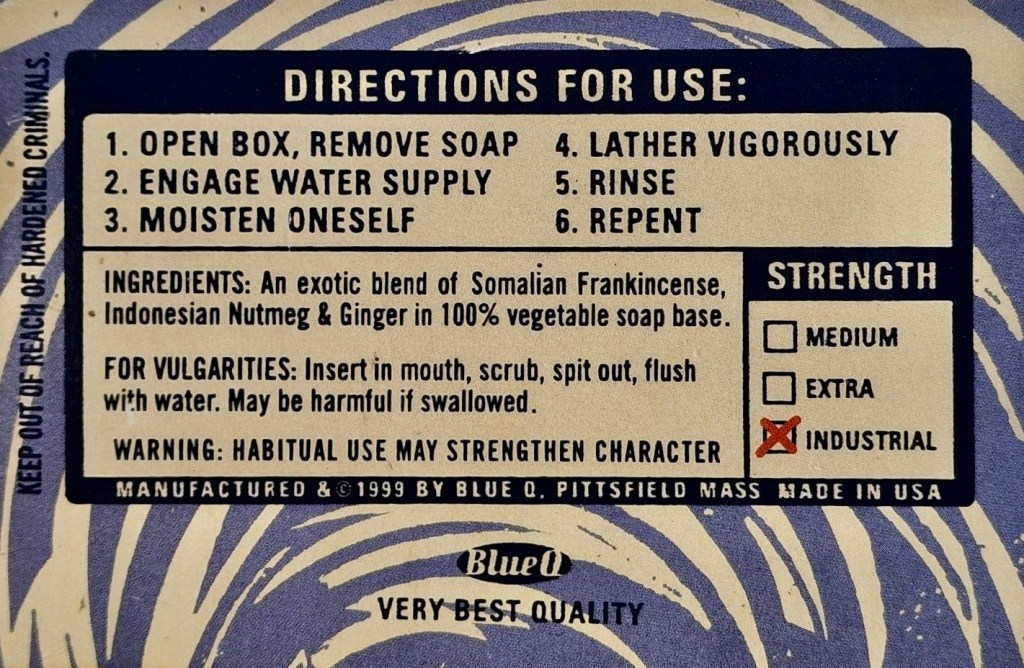 KEEP OUT OF REACH OF HARDENED CRIMINALS.
DIRECTIONS FOR USE:
1. OPEN BOX, REMOVE SOAP
2. ENGAGE WATER SUPPLY
3. MOISTEN ONESELF
4. LATHER VIGOROUSLY
5. RINSE
6. REPENT
INGREDIENTS: An exotic blend of Somalian Frankincense,
Indonesian Nutmeg & Ginger in 100% vegetable soap base.
FOR VULGARITIES: Insert in mouth, scrub, spit out, flush
with water. May be harmful if swallowed.
WARNING: HABITUAL USE MAY STRENGTHEN CHARACTER
STRENGTH
MEDIUM
EXTRA
INDUSTRIAL
MANUFACTURED & © 1999 BY BLUE Q, PITTSFIELD MASS MADE IN USA
Blue Q
VERY BEST QUALITY